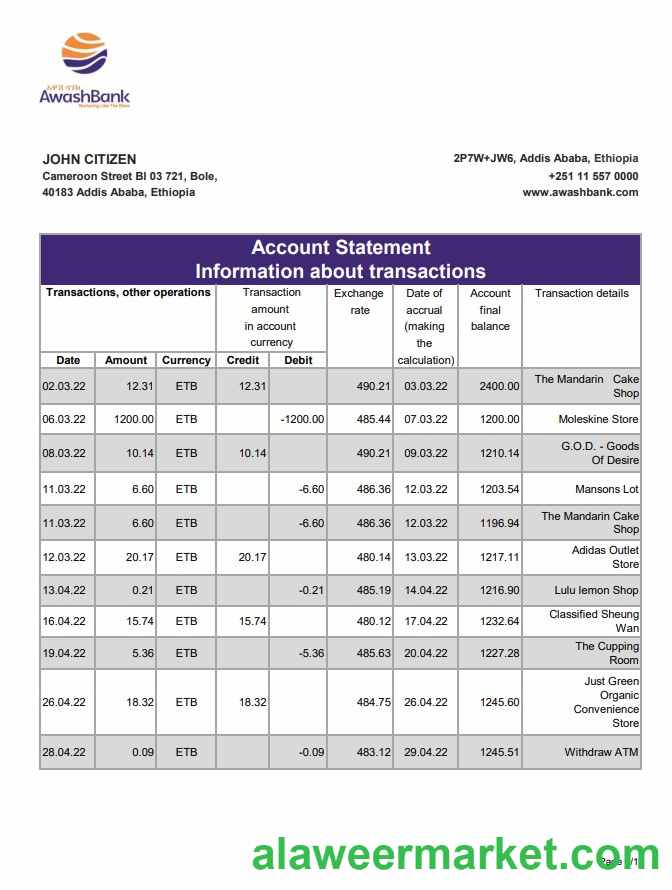 AwashBank
Nurturing Like The River
JOHN CITIZEN
Cameroon Street Bl 03 721, Bole,
40183 Addis Ababa, Ethiopia
2P7W+JW6, Addis Ababa, Ethiopia
+251 11 557 0000
www.awashbank.com
Account Statement
Information about transactions
Transactions, other operations
Transaction
amount
in account
currency
Exchange
rate
Date of
accrual
(making
the
calculation)
Account
final
balance
Transaction details
Date Amount Currency Credit Debit
02.03.22 12.31 ETB 12.31 490.21 03.03.22 2400.00 The Mandarin Cake
Shop
06.03.22 1200.00 ETB -1200.00 485.44 07.03.22 1200.00 Moleskine Store
08.03.22 10.14 ETB 10.14 490.21 09.03.22 1210.14 G.O.D. - Goods
Of Desire
11.03.22 6.60 ETB -6.60 486.36 12.03.22 1203.54 Mansons Lot
11.03.22 6.60 ETB -6.60 486.36 12.03.22 1196.94 The Mandarin Cake
Shop
12.03.22 20.17 ETB 20.17 480.14 13.03.22 1217.11 Adidas Outlet
Store
13.04.22 0.21 ETB -0.21 485.19 14.04.22 1216.90 Lulu lemon Shop
16.04.22 15.74 ETB 15.74 480.12 17.04.22 1232.64 Classified Sheung
Wan
19.04.22 5.36 ETB -5.36 485.63 20.04.22 1227.28 The Cupping
Room
26.04.22 18.32 ETB 18.32 484.75 26.04.22 1245.60 Just Green
Organic
Convenience
Store
28.04.22 0.09 ETB -0.09 483.12 29.04.22 1245.51 Withdraw ATM
alaweermarket.com